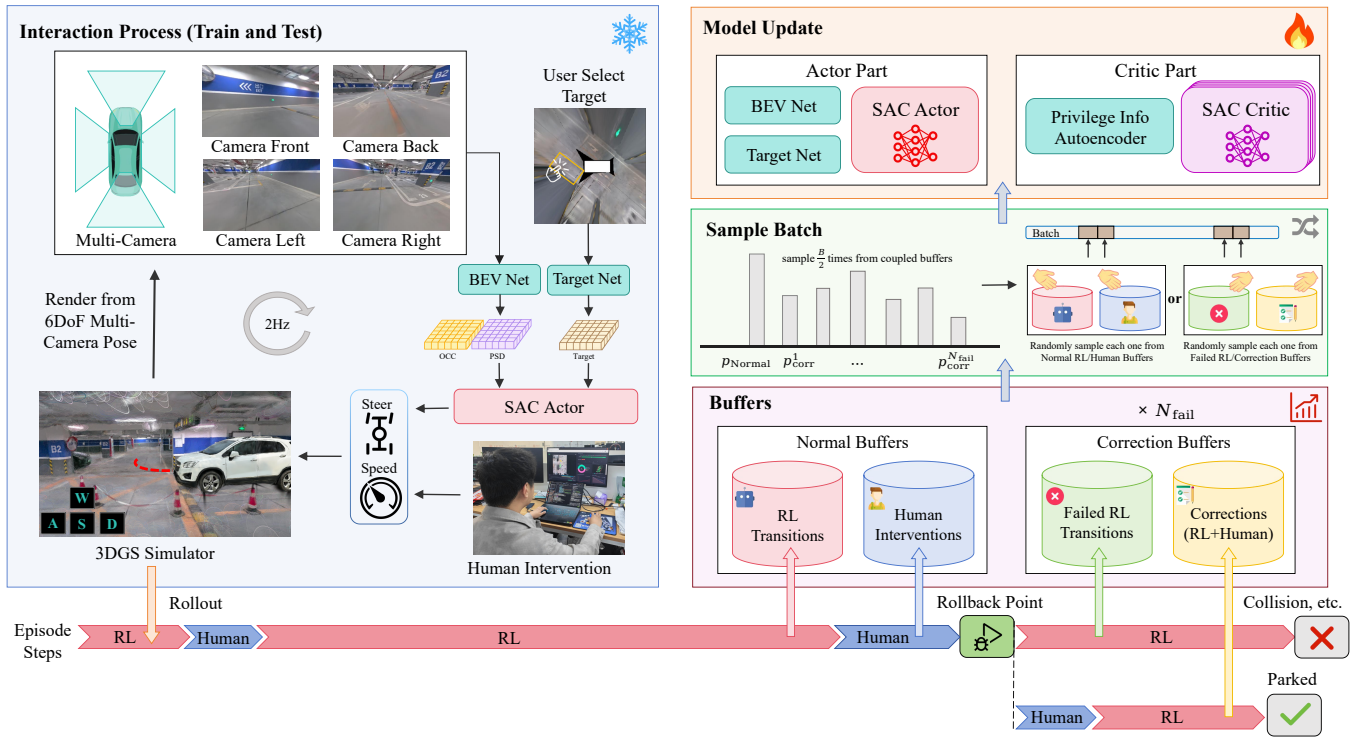 Interaction Process (Train and Test)
Multi-Camera
Camera Front
Camera Back
Camera Left
Camera Right
B2
User Select
Target
Render from
6DoF Multi-
Camera Pose
2Hz
BEV Net
Target Net
OCC
PSD
Target
SAC Actor
Steer
Speed
B2
W
A
S
D
3DGS Simulator
Human Intervention
Rollout
Model Update
Actor Part
BEV Net
Target Net
SAC Actor
Critic Part
Privilege Info
Autoencoder
SAC Critic
Sample Batch
sample B/2 times from coupled buffers
p_Normal
p^1_corr
...
p^{N_fail}_corr
Batch
or
Randomly sample each one from
Normal RL/Human Buffers
Randomly sample each one from
Failed RL/Correction Buffers
Buffers
× N_fail
Normal Buffers
RL
Transitions
Human
Interventions
Correction Buffers
Failed RL
Transitions
Corrections
(RL+Human)
Rollback Point
Collision, etc.
Episode
Steps
RL
Human
RL
Human
RL
Parked
Human
RL